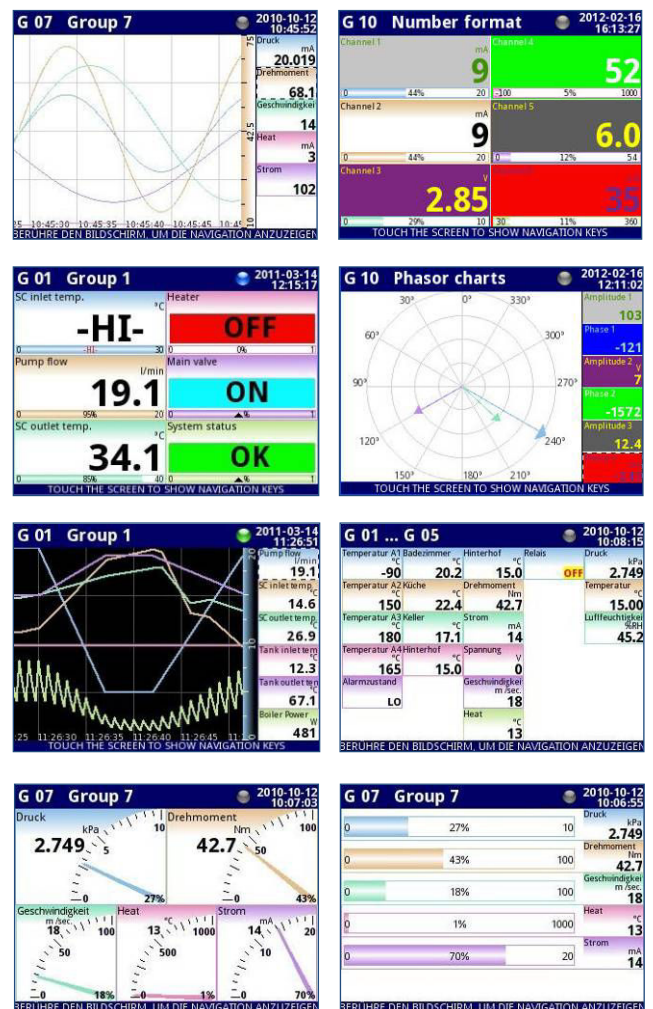 G 07 Group 7
2010-10-12
10:45:52
Druck
mA
20.019
Drehmoment
68.1
Geschwindigkei
14
Heat
mA
3
Strom
102
75
42.5
10
10:45:30 10:45:35 10:45:40 10:45:45
BERÜHRE DEN BILDSCHIRM, UM DIE NAVIGATION ANZUZEIGEN
G 10 Number format
2012-02-16
16:13:27
Channel 1
mA
9
0 44% 20
Channel 4
52
-100 5% 1000
Channel 2
mA
9
0 44% 20
Channel 5
6.0
0 12% 54
Channel 3
V
2.85
0 29% 10
35
30 11% 360
TOUCH THE SCREEN TO SHOW NAVIGATION KEYS
G 01 Group 1
2011-03-14
12:15:17
SC inlet temp.
°C
-HI-
0 -HI- 30
Heater
OFF
0 0% 1
Pump flow
l/min
19.1
0 95% 20
Main valve
ON
0 % 1
SC outlet temp.
°C
34.1
0 85% 40
System status
OK
0 % 1
TOUCH THE SCREEN TO SHOW NAVIGATION KEYS
G 10 Phasor charts
2012-02-16
12:11:02
30° 0° 330°
60° 300°
90° 270°
120° 240°
150° 180° 210°
Amplitude 1
103
Phase 1
-121
Amplitude 2
V
7
Phase 2
-1572
Amplitude 3
12.4
TOUCH THE SCREEN TO SHOW NAVIGATION KEYS
G 01 Group 1
2011-03-14
11:26:51
Pump flow
l/min
19.1
SC inlet temp.
°C
14.6
SC outlet temp.
°C
26.9
Tank inlet tem
°C
12.3
Tank outlet ten
°C
67.1
Boiler Power
W
481
20
10
0
:25 11:26:30 11:26:35 11:26:40 11:26:45
TOUCH THE SCREEN TO SHOW NAVIGATION KEYS
G 01 ... G 05
2010-10-12
10:08:15
Temperatur A1 Badezimmer Hinterhof Relais Druck
°C °C °C kPa
-90 20.2 15.0 OFF 2.749
Temperatur A2 Küche Drehmoment Temperatur
°C °C Nm °C
150 22.4 42.7 15.00
Temperatur A3 Keller Strom Luftfeuchtigkei
°C °C mA %RH
180 17.1 14 45.2
Temperatur A4 Hinterhof Spannung
°C °C V
165 15.0 0
Alarmzustand Geschwindigkei
m /sec.
LO 18
Heat
°C
13
BERÜHRE DEN BILDSCHIRM, UM DIE NAVIGATION ANZUZEIGEN
G 07 Group 7
2010-10-12
10:07:03
Druck
kPa
2.749
10
5
0
27%
Drehmoment
Nm
42.7
100
50
0
43%
Geschwindigkeit
m /sec.
18
100
50
0
18%
Heat
°C
13
1000
500
0
1%
Strom
mA
14
20
10
0
70%
BERÜHRE DEN BILDSCHIRM, UM DIE NAVIGATION ANZUZEIGEN
G 07 Group 7
2010-10-12
10:06:55
0 27% 10
Druck
kPa
2.749
0 43% 100
Drehmoment
Nm
42.7
0 18% 100
Geschwindigkei
m /sec.
18
0 1% 1000
Heat
°C
13
0 70% 20
Strom
mA
14
BERÜHRE DEN BILDSCHIRM, UM DIE NAVIGATION ANZUZEIGEN